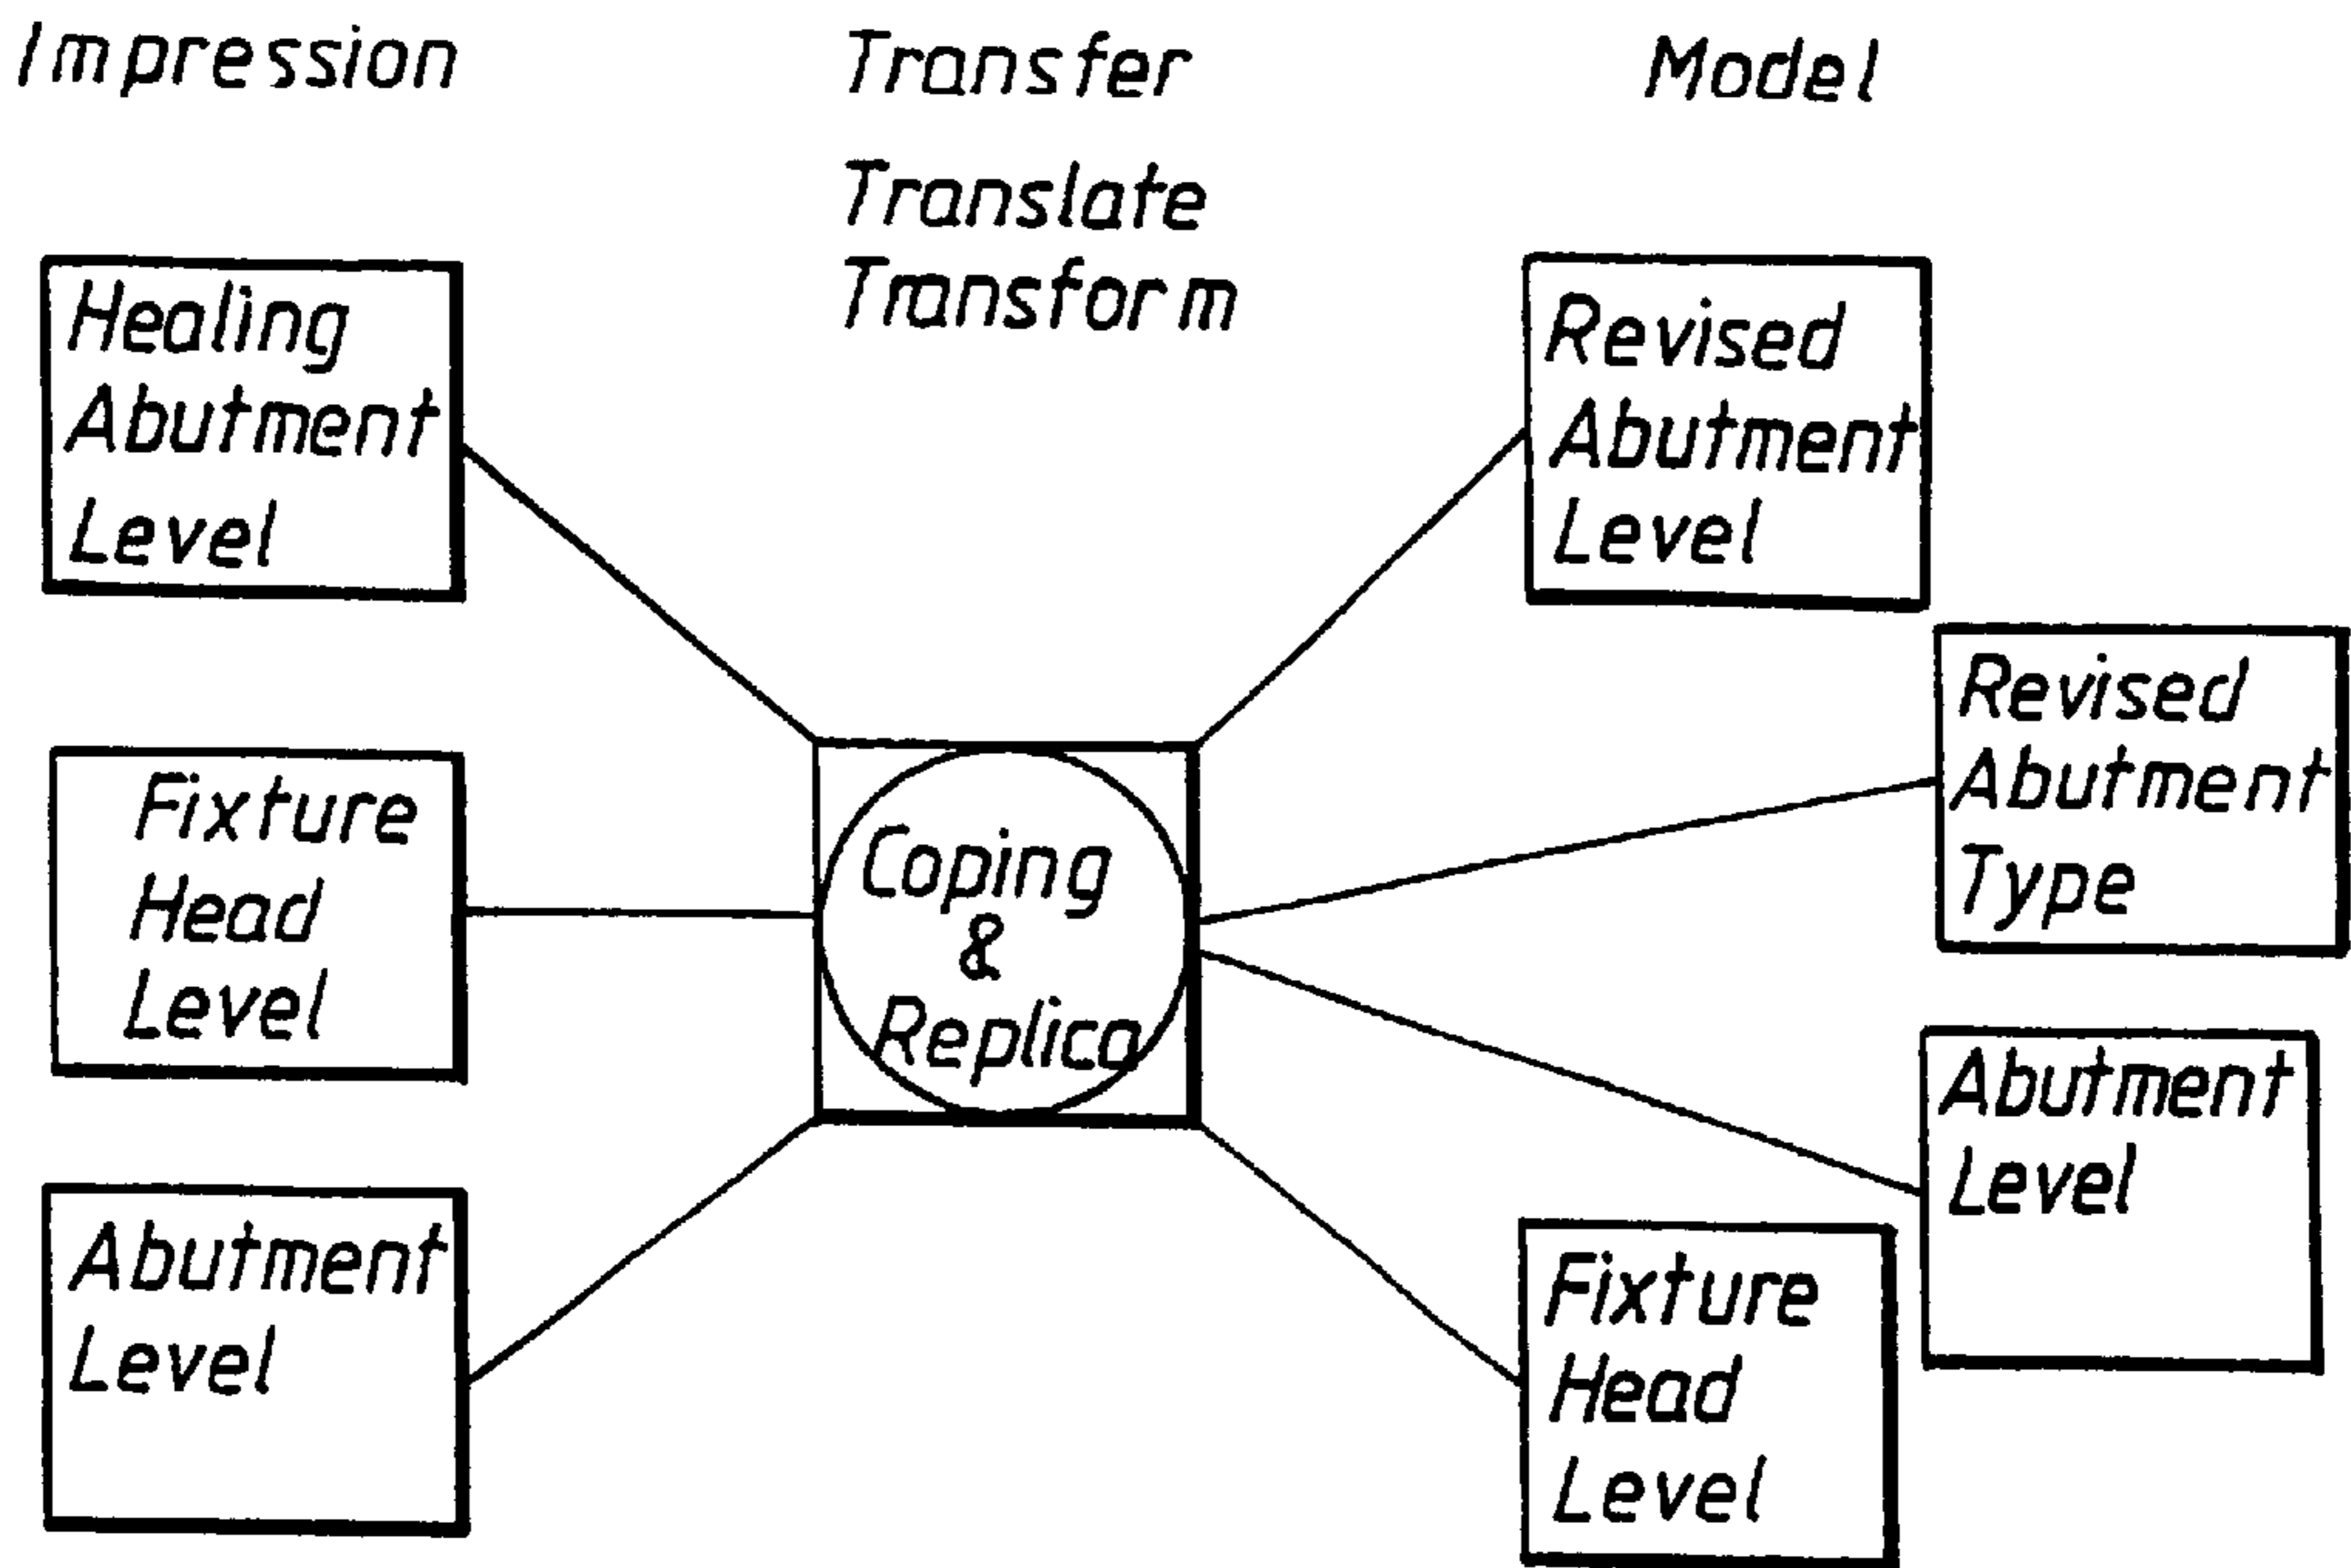 Impression
Transfer
Model
Translate
Transform
Healing
Abutment
Level
Fixture
Head
Level
Abutment
Level
Coping
&
Replica
Revised
Abutment
Level
Revised
Abutment
Type
Abutment
Level
Fixture
Head
Level